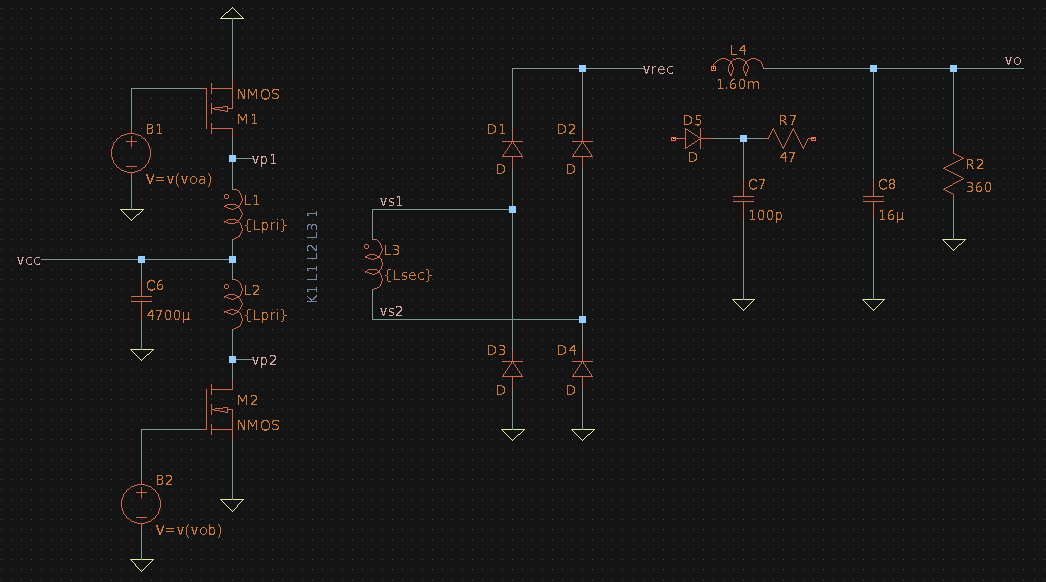 NMOS
M1
B1
V=v(voa)
vp1
L1
{Lpri}
vcc
C6
4700µ
L2
{Lpri}
vp2
M2
NMOS
B2
V=v(vob)
K1 L1 L2 L3 1
vs1
L3
{Lsec}
vs2
D1
D
D2
D
D3
D
D4
D
vrec
L4
1.60m
vo
D5
D
R7
47
C7
100p
C8
16µ
R2
360